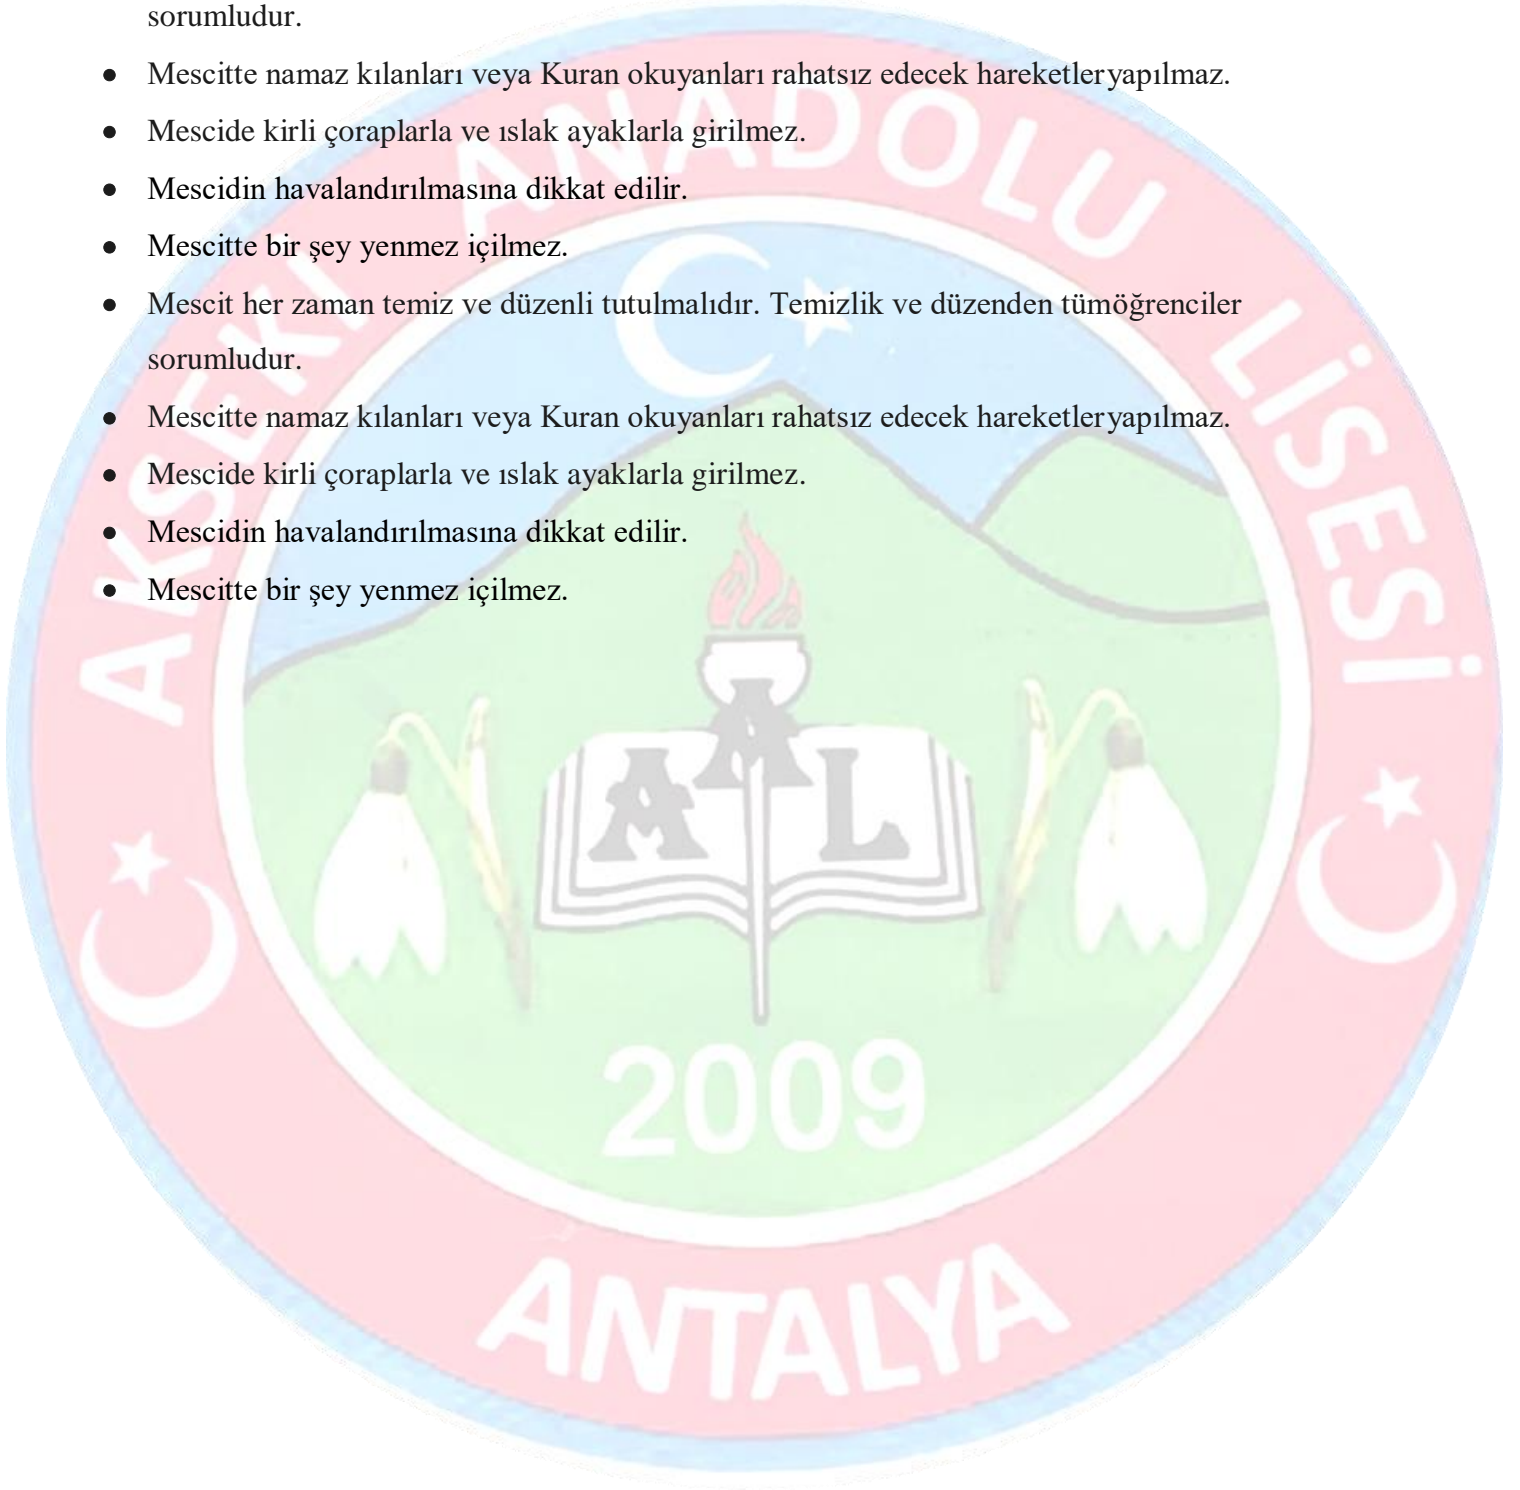 sorumludur.
● Mescitte namaz kılanları veya Kuran okuyanları rahatsız edecek hareketleryapılmaz.
● Mescide kirli çoraplarla ve ıslak ayaklarla girilmez.
● Mescidin havalandırılmasına dikkat edilir.
● Mescitte bir şey yenmez içilmez.
● Mescit her zaman temiz ve düzenli tutulmalıdır. Temizlik ve düzenden tümöğrenciler
sorumludur.
● Mescitte namaz kılanları veya Kuran okuyanları rahatsız edecek hareketleryapılmaz.
● Mescide kirli çoraplarla ve ıslak ayaklarla girilmez.
● Mescidin havalandırılmasına dikkat edilir.
● Mescitte bir şey yenmez içilmez.
AKSEKİ ANADOLU LİSESİ
A A L
2009
ANTALYA